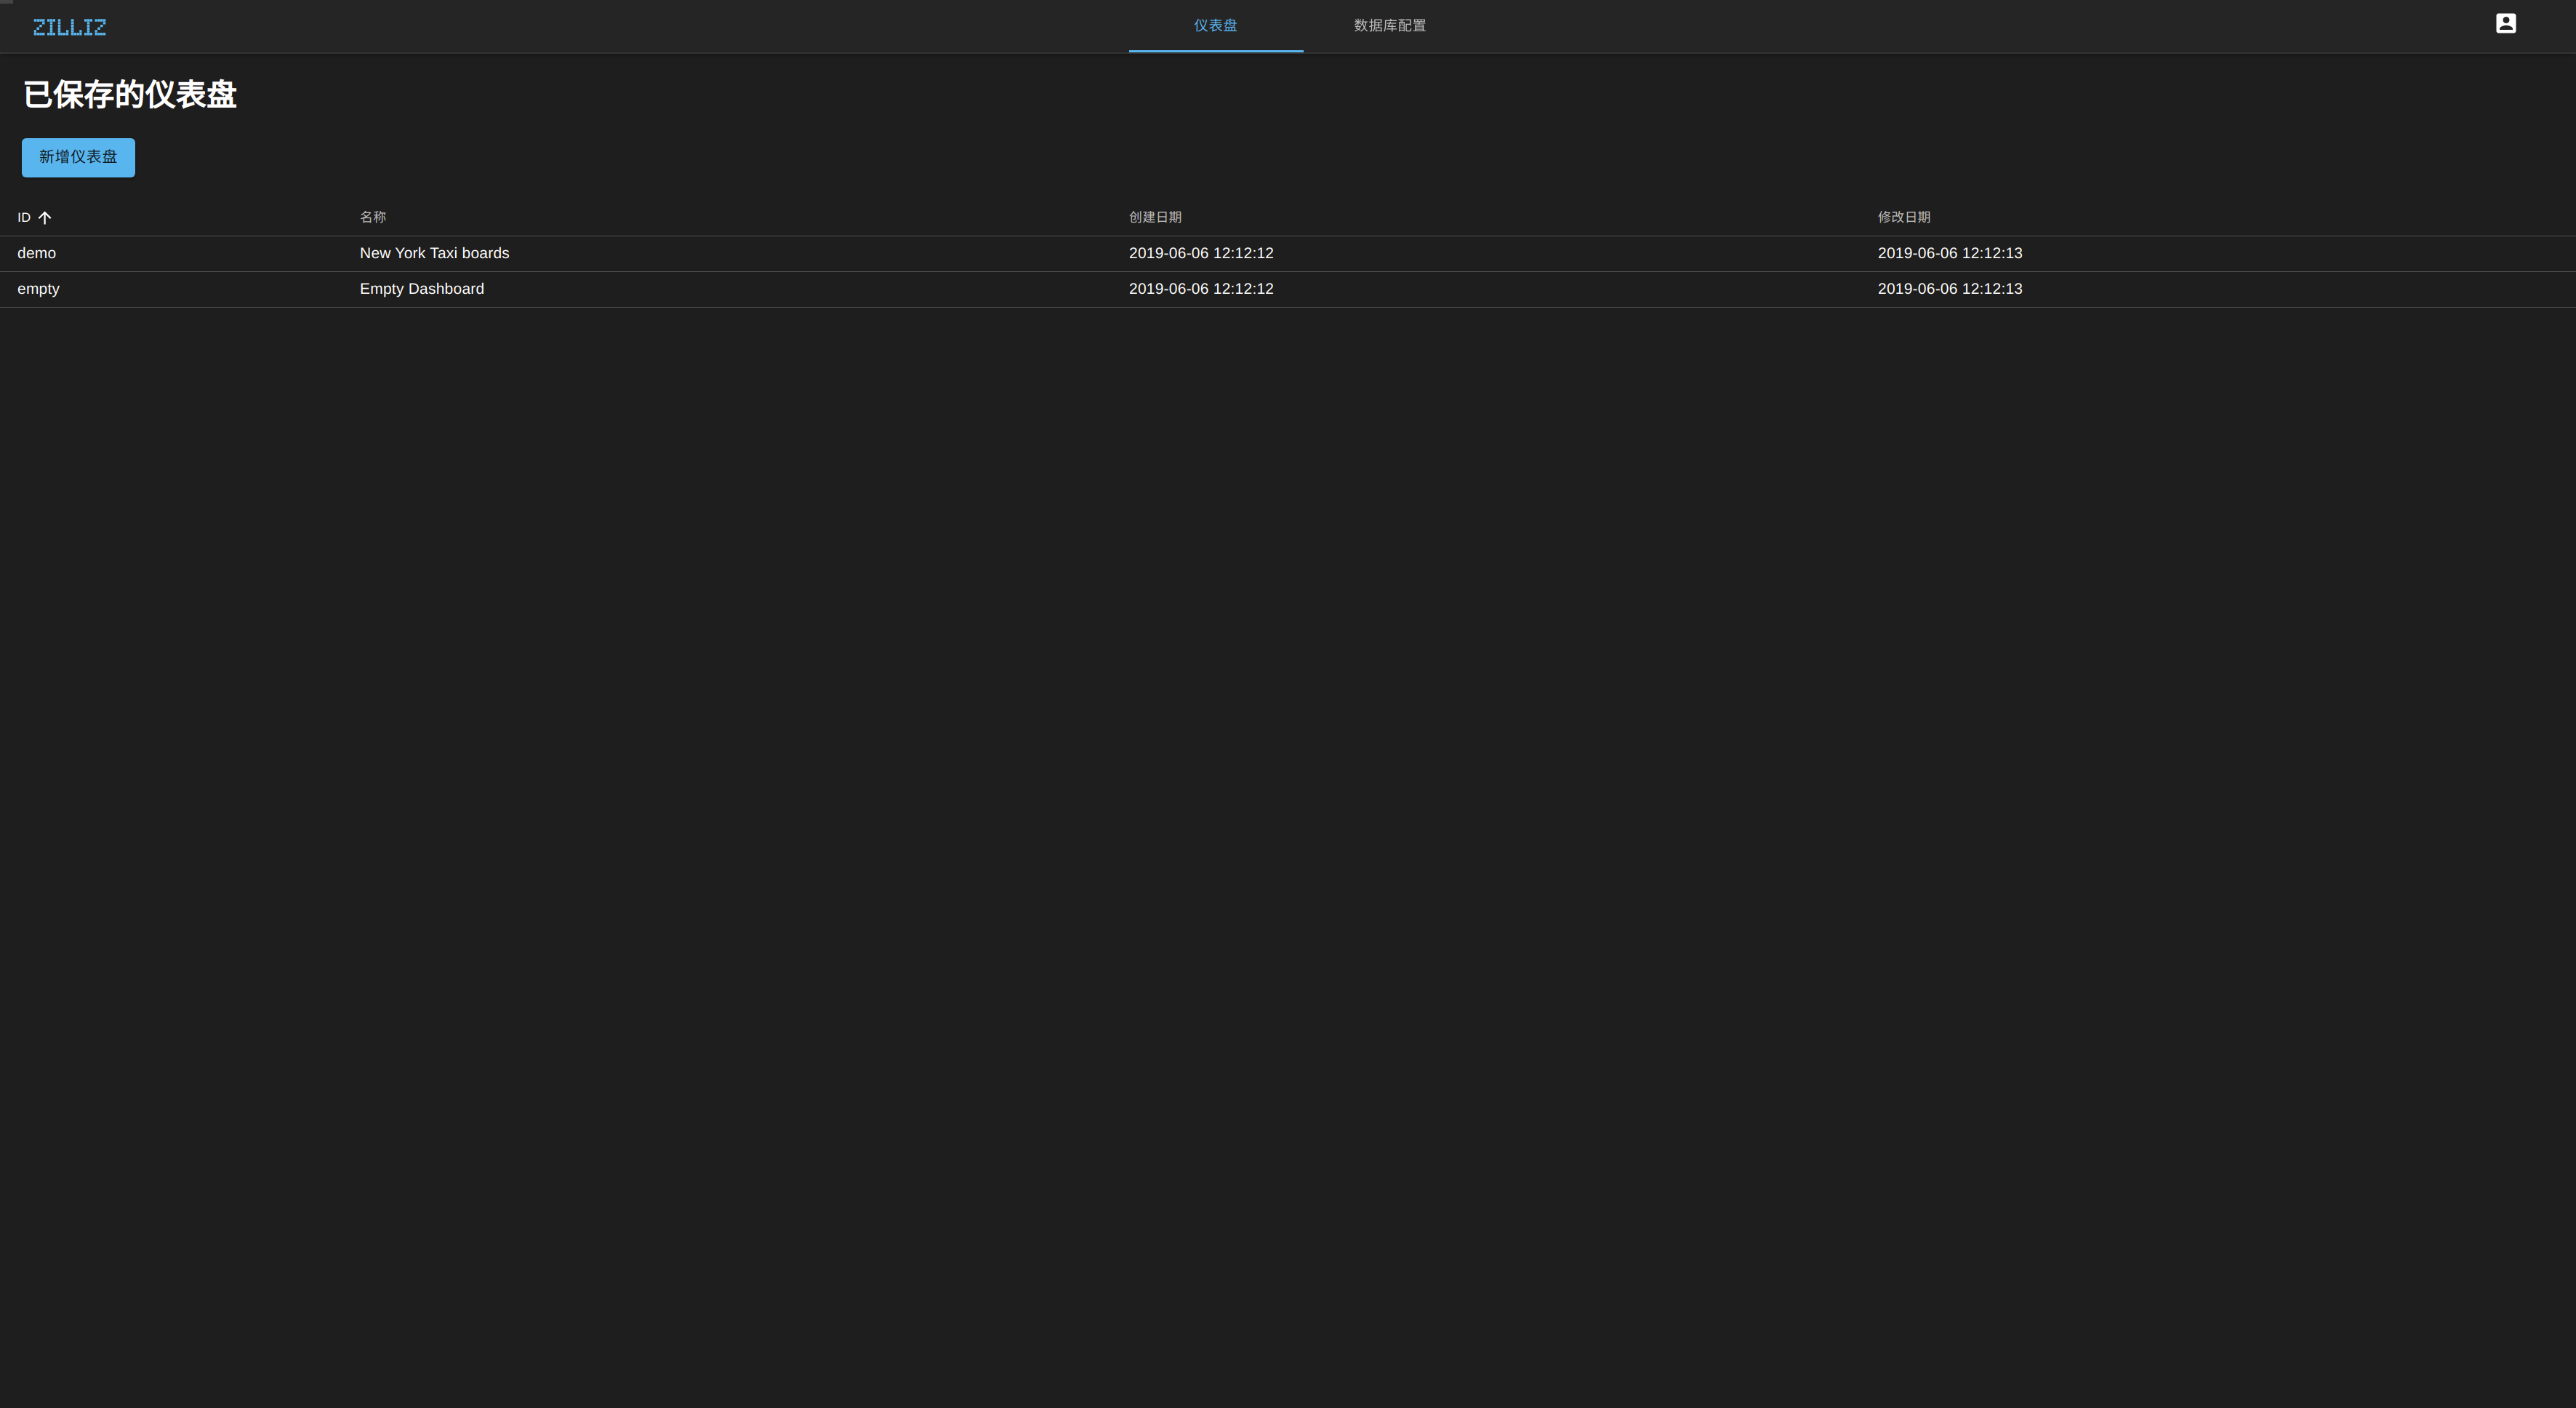 ZILLIZ 仪表盘 数据库配置
已保存的仪表盘
新增仪表盘
ID 名称 创建日期 修改日期
demo New York Taxi boards 2019-06-06 12:12:12 2019-06-06 12:12:13
empty Empty Dashboard 2019-06-06 12:12:12 2019-06-06 12:12:13